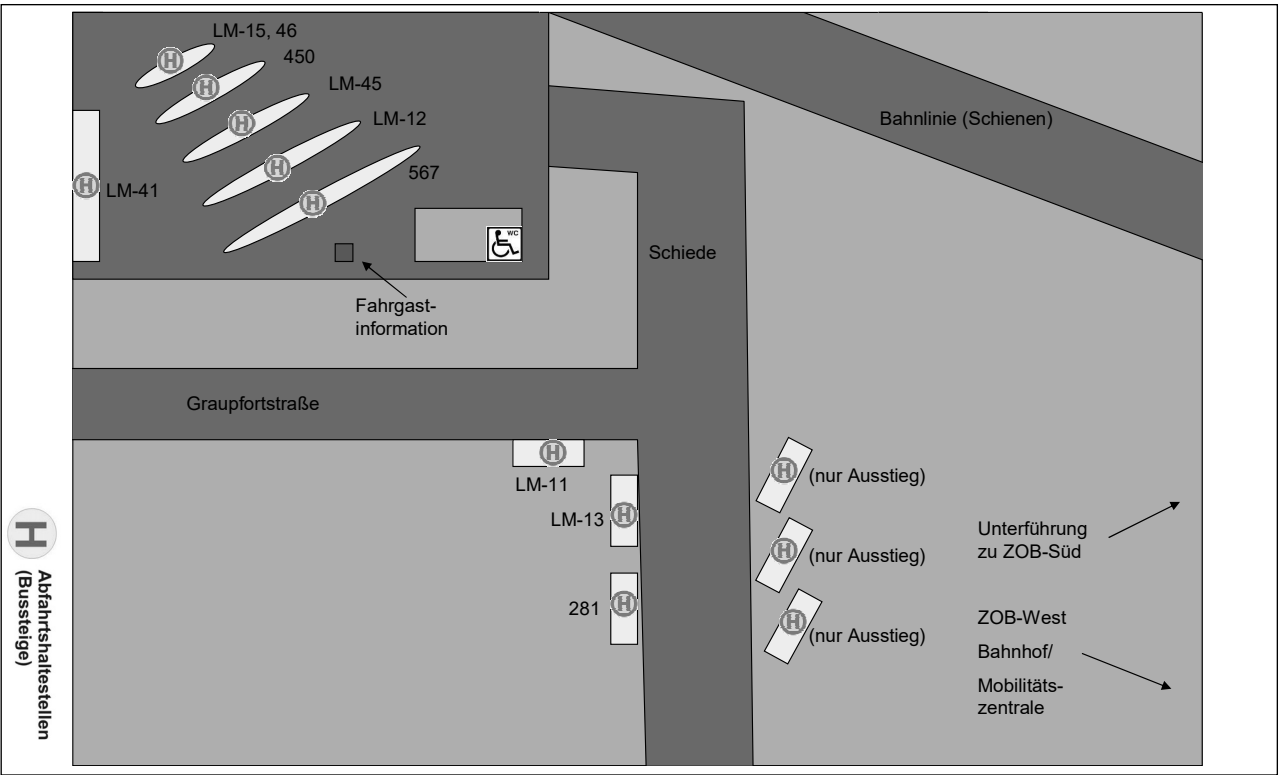 LM-15, 46
450
LM-45
LM-12
567
LM-41
H
H
H
H
H
H
WC
Fahrgast-
information
Bahnlinie (Schienen)
Schiede
Graupfortstraße
H
LM-11
LM-13
H
281
H
H
(nur Ausstieg)
H
(nur Ausstieg)
H
(nur Ausstieg)
Unterführung
zu ZOB-Süd
ZOB-West
Bahnhof/
Mobilitäts-
zentrale
H
Abfahrtshaltestellen
(Bussteige)